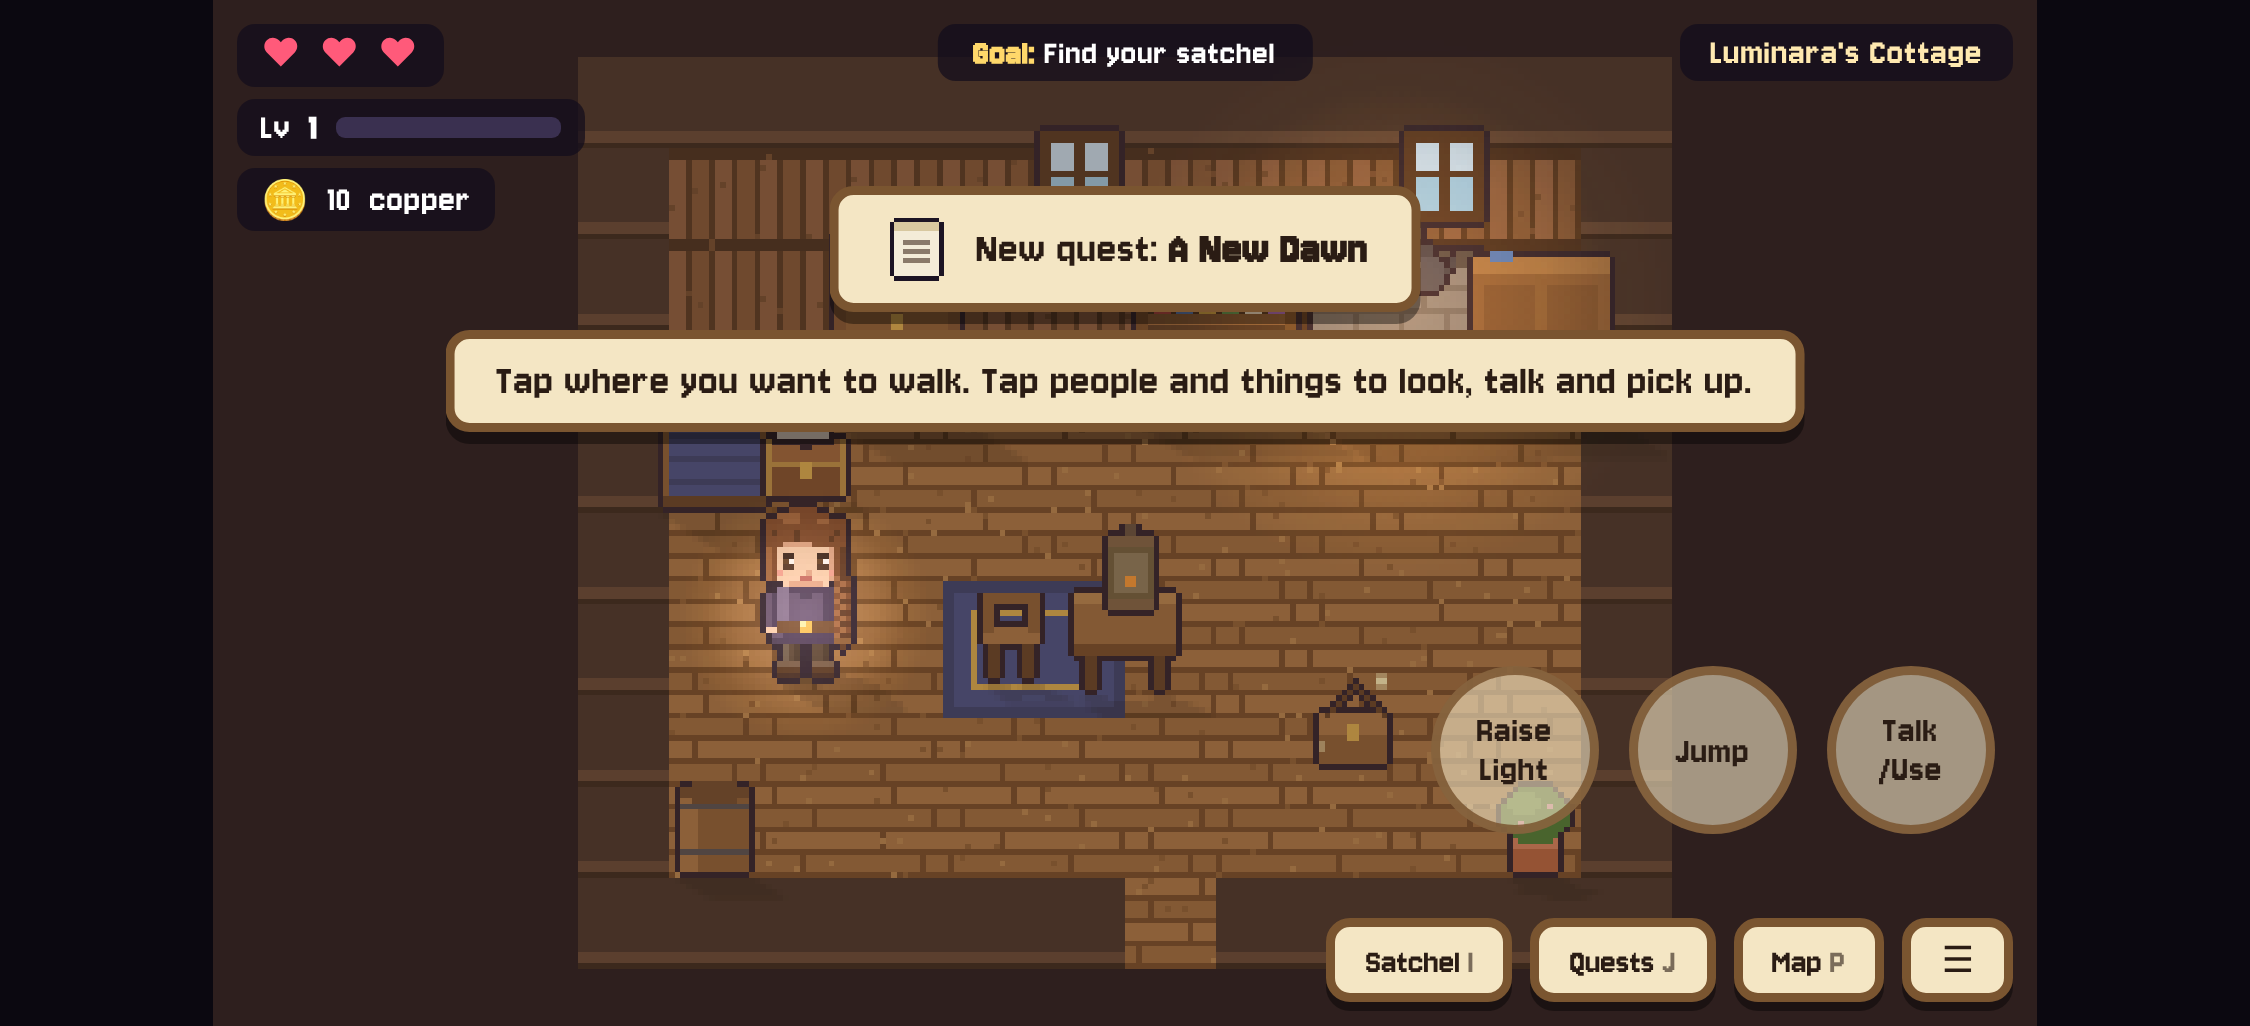 Goal: Find your satchel
Luminara's Cottage
Lv 1
10 copper
New quest: A New Dawn
Tap where you want to walk. Tap people and things to look, talk and pick up.
Raise
Light
Jump
Talk
/Use
Satchel I
Quests J
Map P